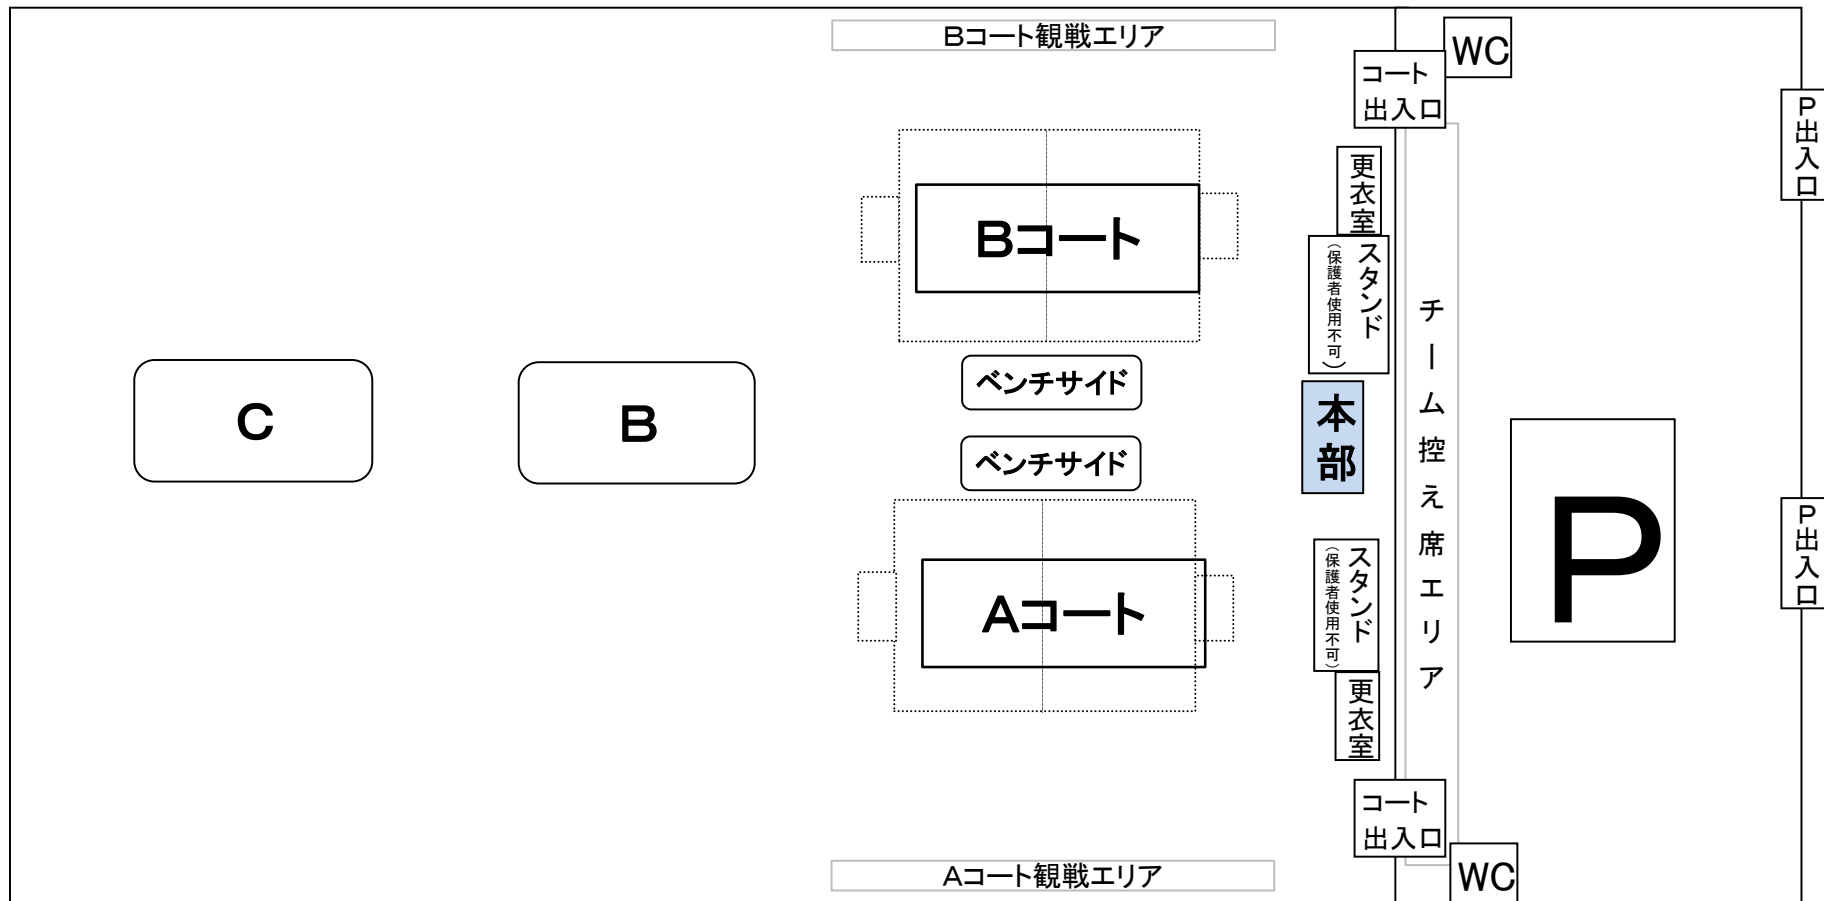 Bコート観戦エリア
WC
コート
出入口
P出入口
更衣室
Bコート
スタンド
（保護者使用不可）
チーム控え席エリア
ベンチサイド
C
B
本部
ベンチサイド
P
P出入口
スタンド
（保護者使用不可）
Aコート
更衣室
コート
出入口
Aコート観戦エリア
WC